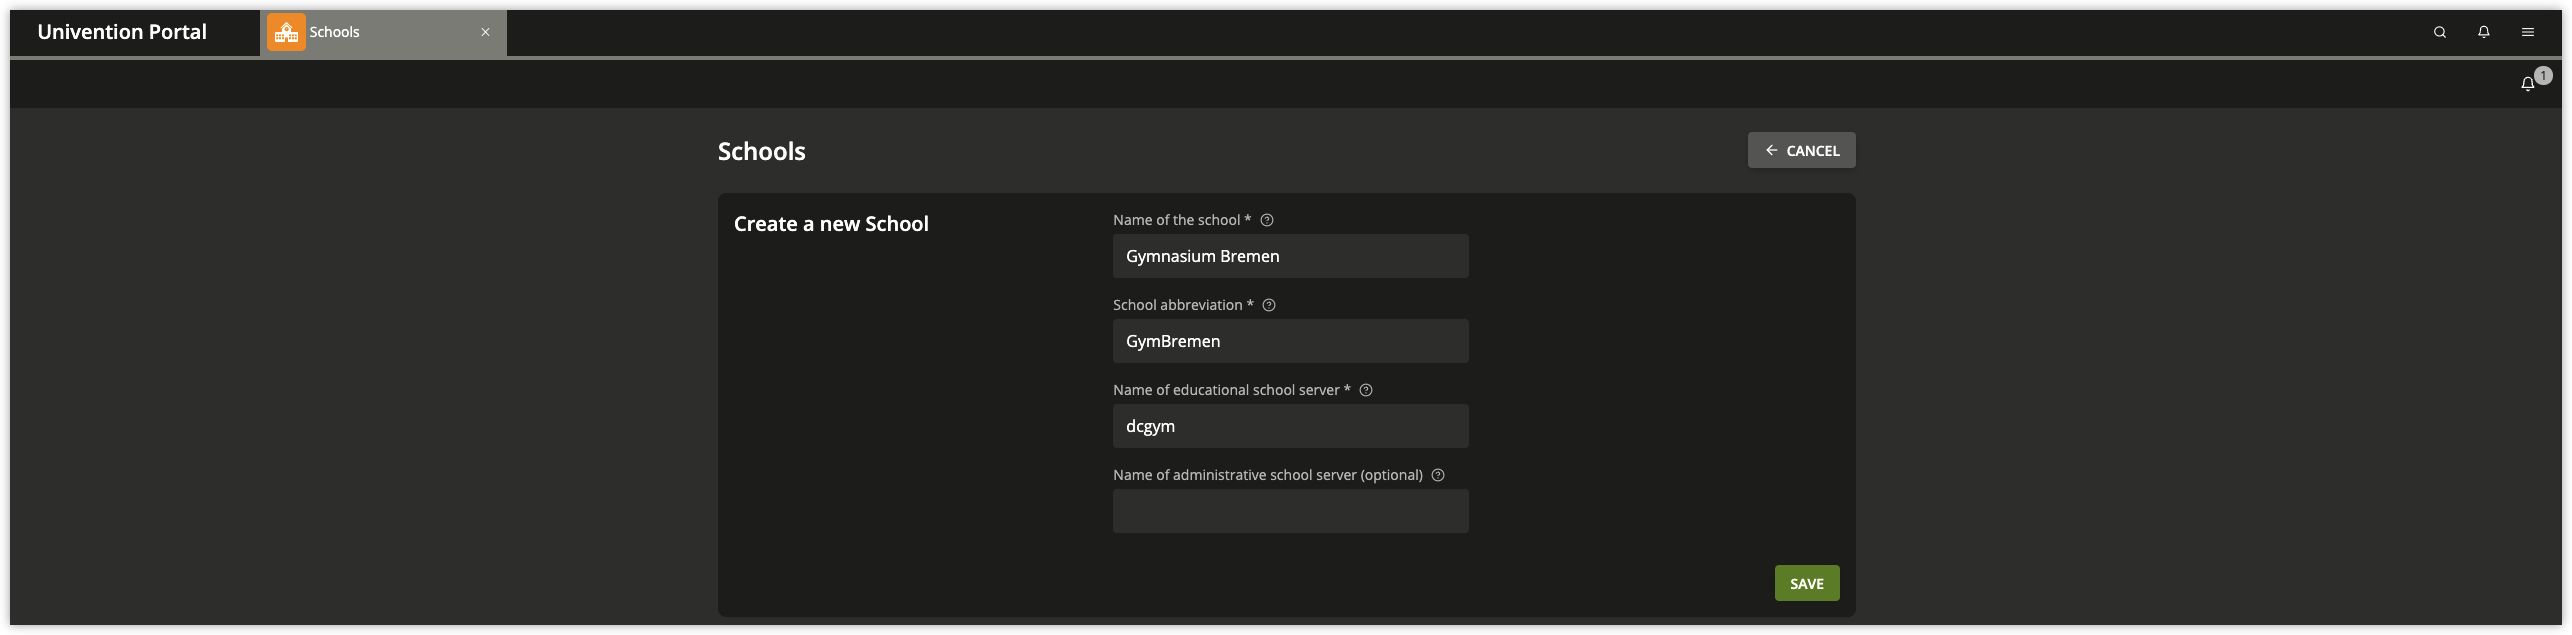 Univention Portal
Schools
1
Schools
CANCEL
Create a new School
Name of the school *
Gymnasium Bremen
School abbreviation *
GymBremen
Name of educational school server *
dcgym
Name of administrative school server (optional)
SAVE